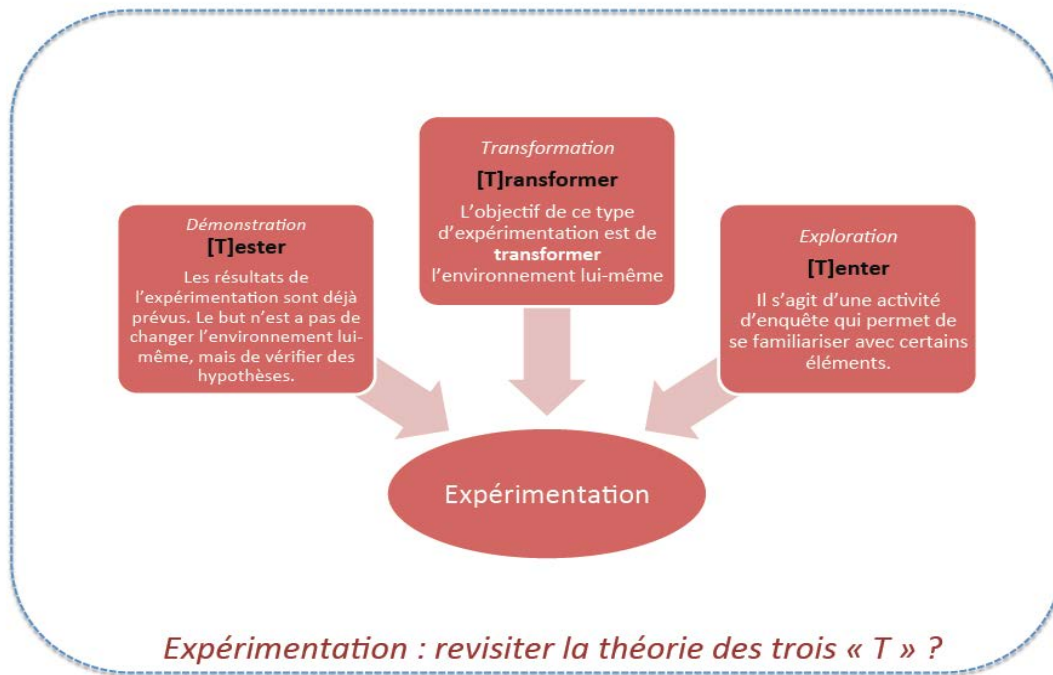 Démonstration
[T]ester
Les résultats de
l'expérimentation sont déjà
prévus. Le but n'est a pas de
changer l'environnement lui-
même, mais de vérifier des
hypothèses.
Transformation
[T]ransformer
L'objectif de ce type
d'expérimentation est de
transformer
l'environnement lui-même
Exploration
[T]enter
Il s'agit d'une activité
d'enquête qui permet de
se familiariser avec certains
éléments.
Expérimentation
Expérimentation : revisiter la théorie des trois « T » ?